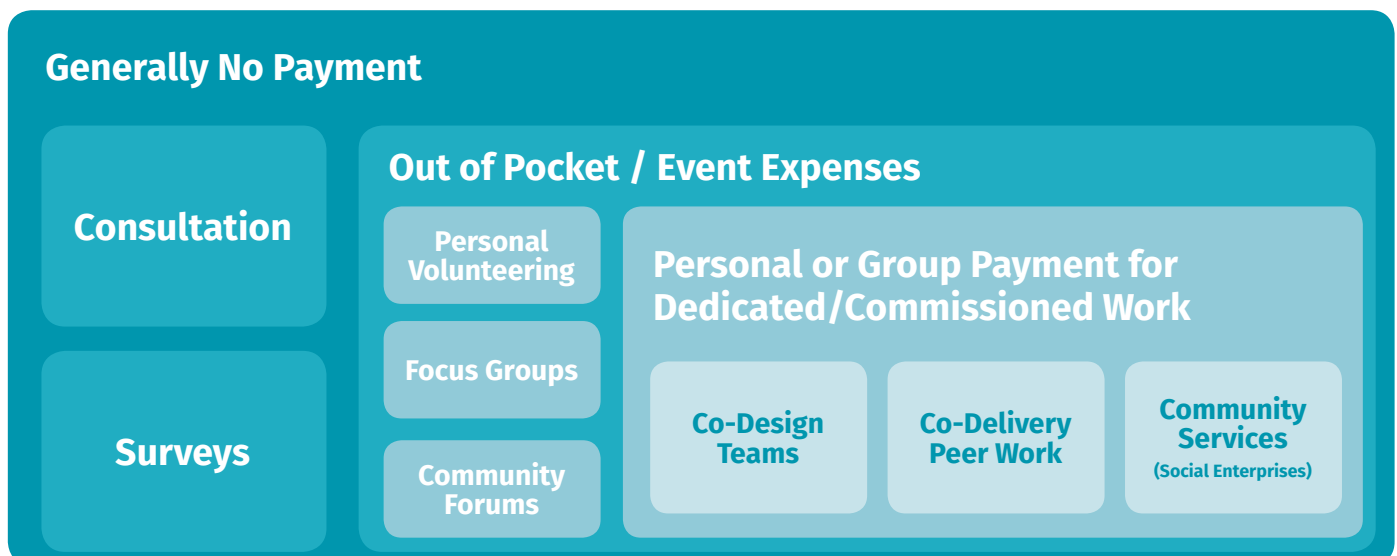 Generally No Payment
Consultation
Surveys
Out of Pocket / Event Expenses
Personal
Volunteering
Focus Groups
Community
Forums
Personal or Group Payment for
Dedicated/Commissioned Work
Co-Design
Teams
Co-Delivery
Peer Work
Community
Services
(Social Enterprises)